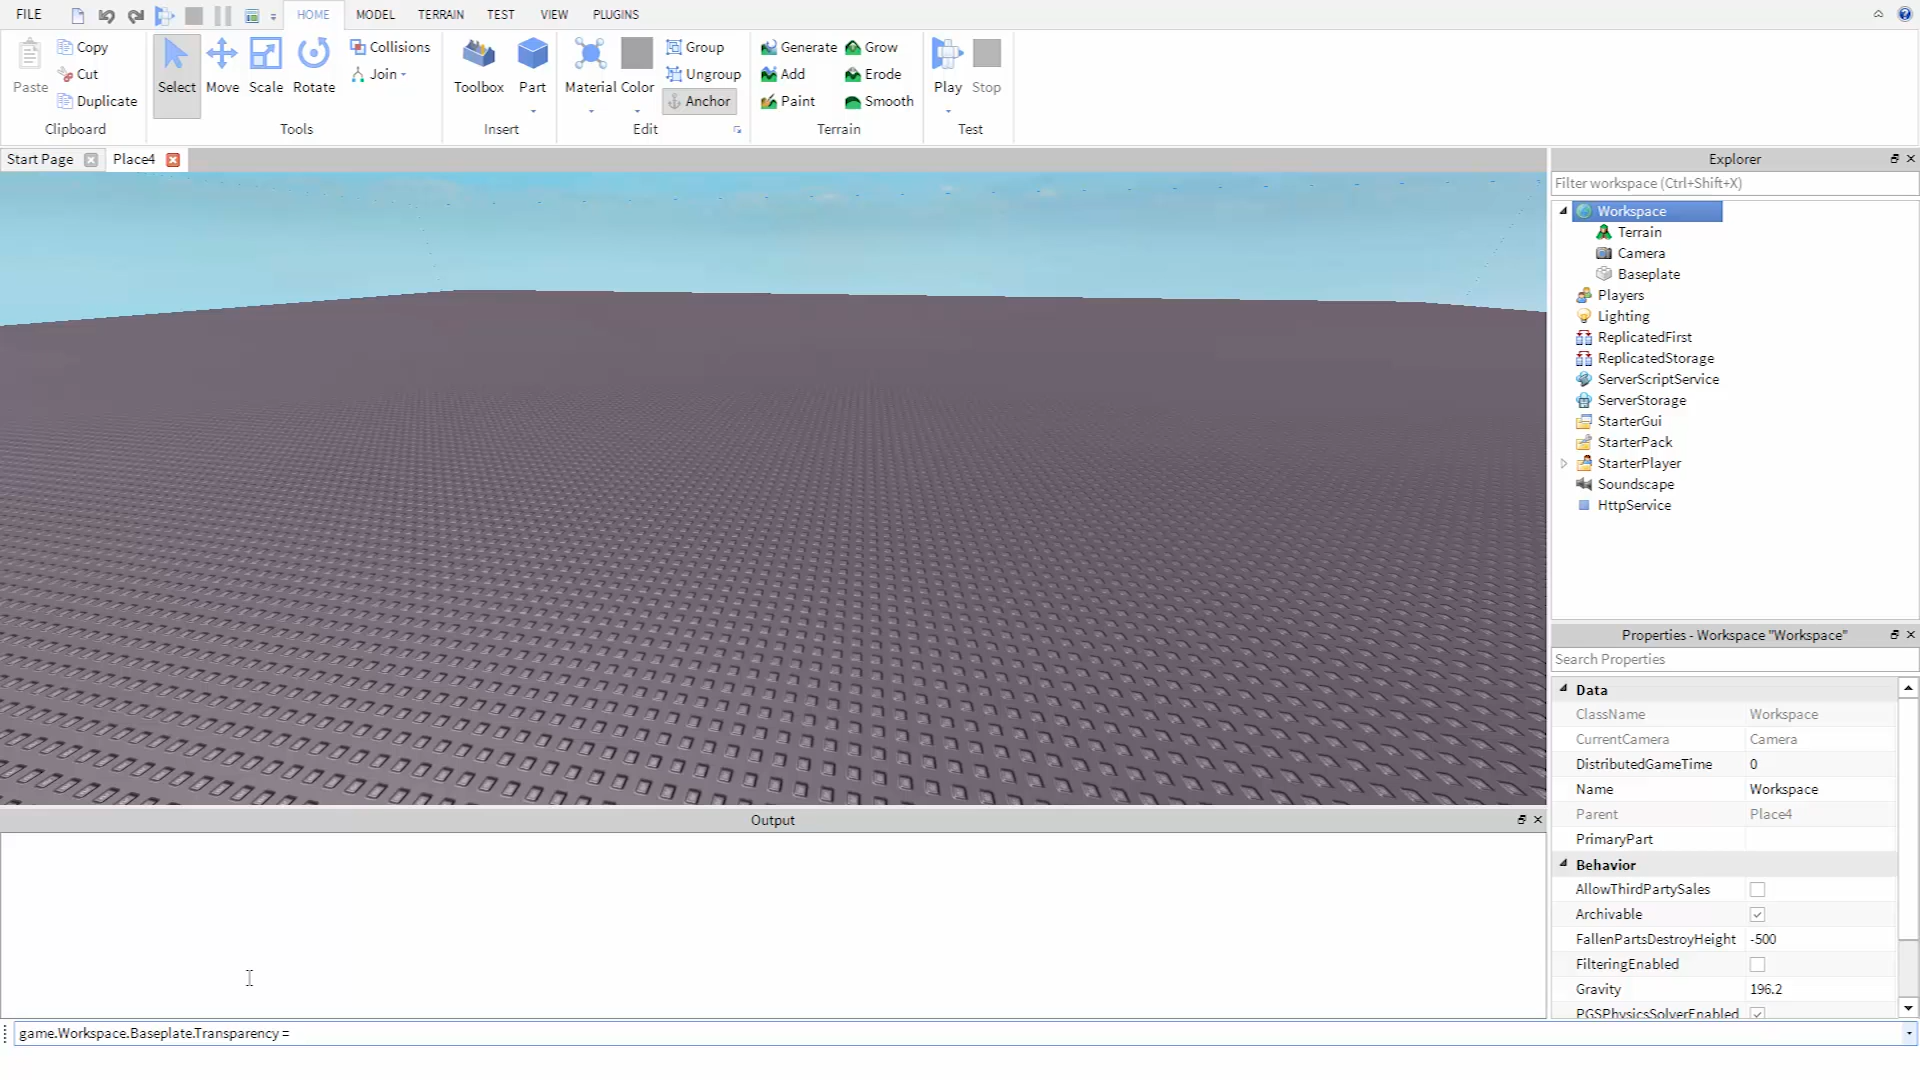 FILE
HOME
MODEL
TERRAIN
TEST
VIEW
PLUGINS
Paste
Copy
Cut
Duplicate
Clipboard
Select
Move
Scale
Rotate
Collisions
Join
Tools
Toolbox
Part
Insert
Material
Color
Group
Ungroup
Anchor
Edit
Generate
Add
Paint
Grow
Erode
Smooth
Terrain
Play
Stop
Test
Start Page
Place4
Explorer
Filter workspace (Ctrl+Shift+X)
Workspace
Terrain
Camera
Baseplate
Players
Lighting
ReplicatedFirst
ReplicatedStorage
ServerScriptService
ServerStorage
StarterGui
StarterPack
StarterPlayer
Soundscape
HttpService
Properties - Workspace "Workspace"
Search Properties
Data
ClassName Workspace
CurrentCamera Camera
DistributedGameTime 0
Name Workspace
Parent Place4
PrimaryPart
Behavior
AllowThirdPartySales
Archivable
FallenPartsDestroyHeight -500
FilteringEnabled
Gravity 196.2
PGSPhysicsSolverEnabled
Output
game.Workspace.Baseplate.Transparency =